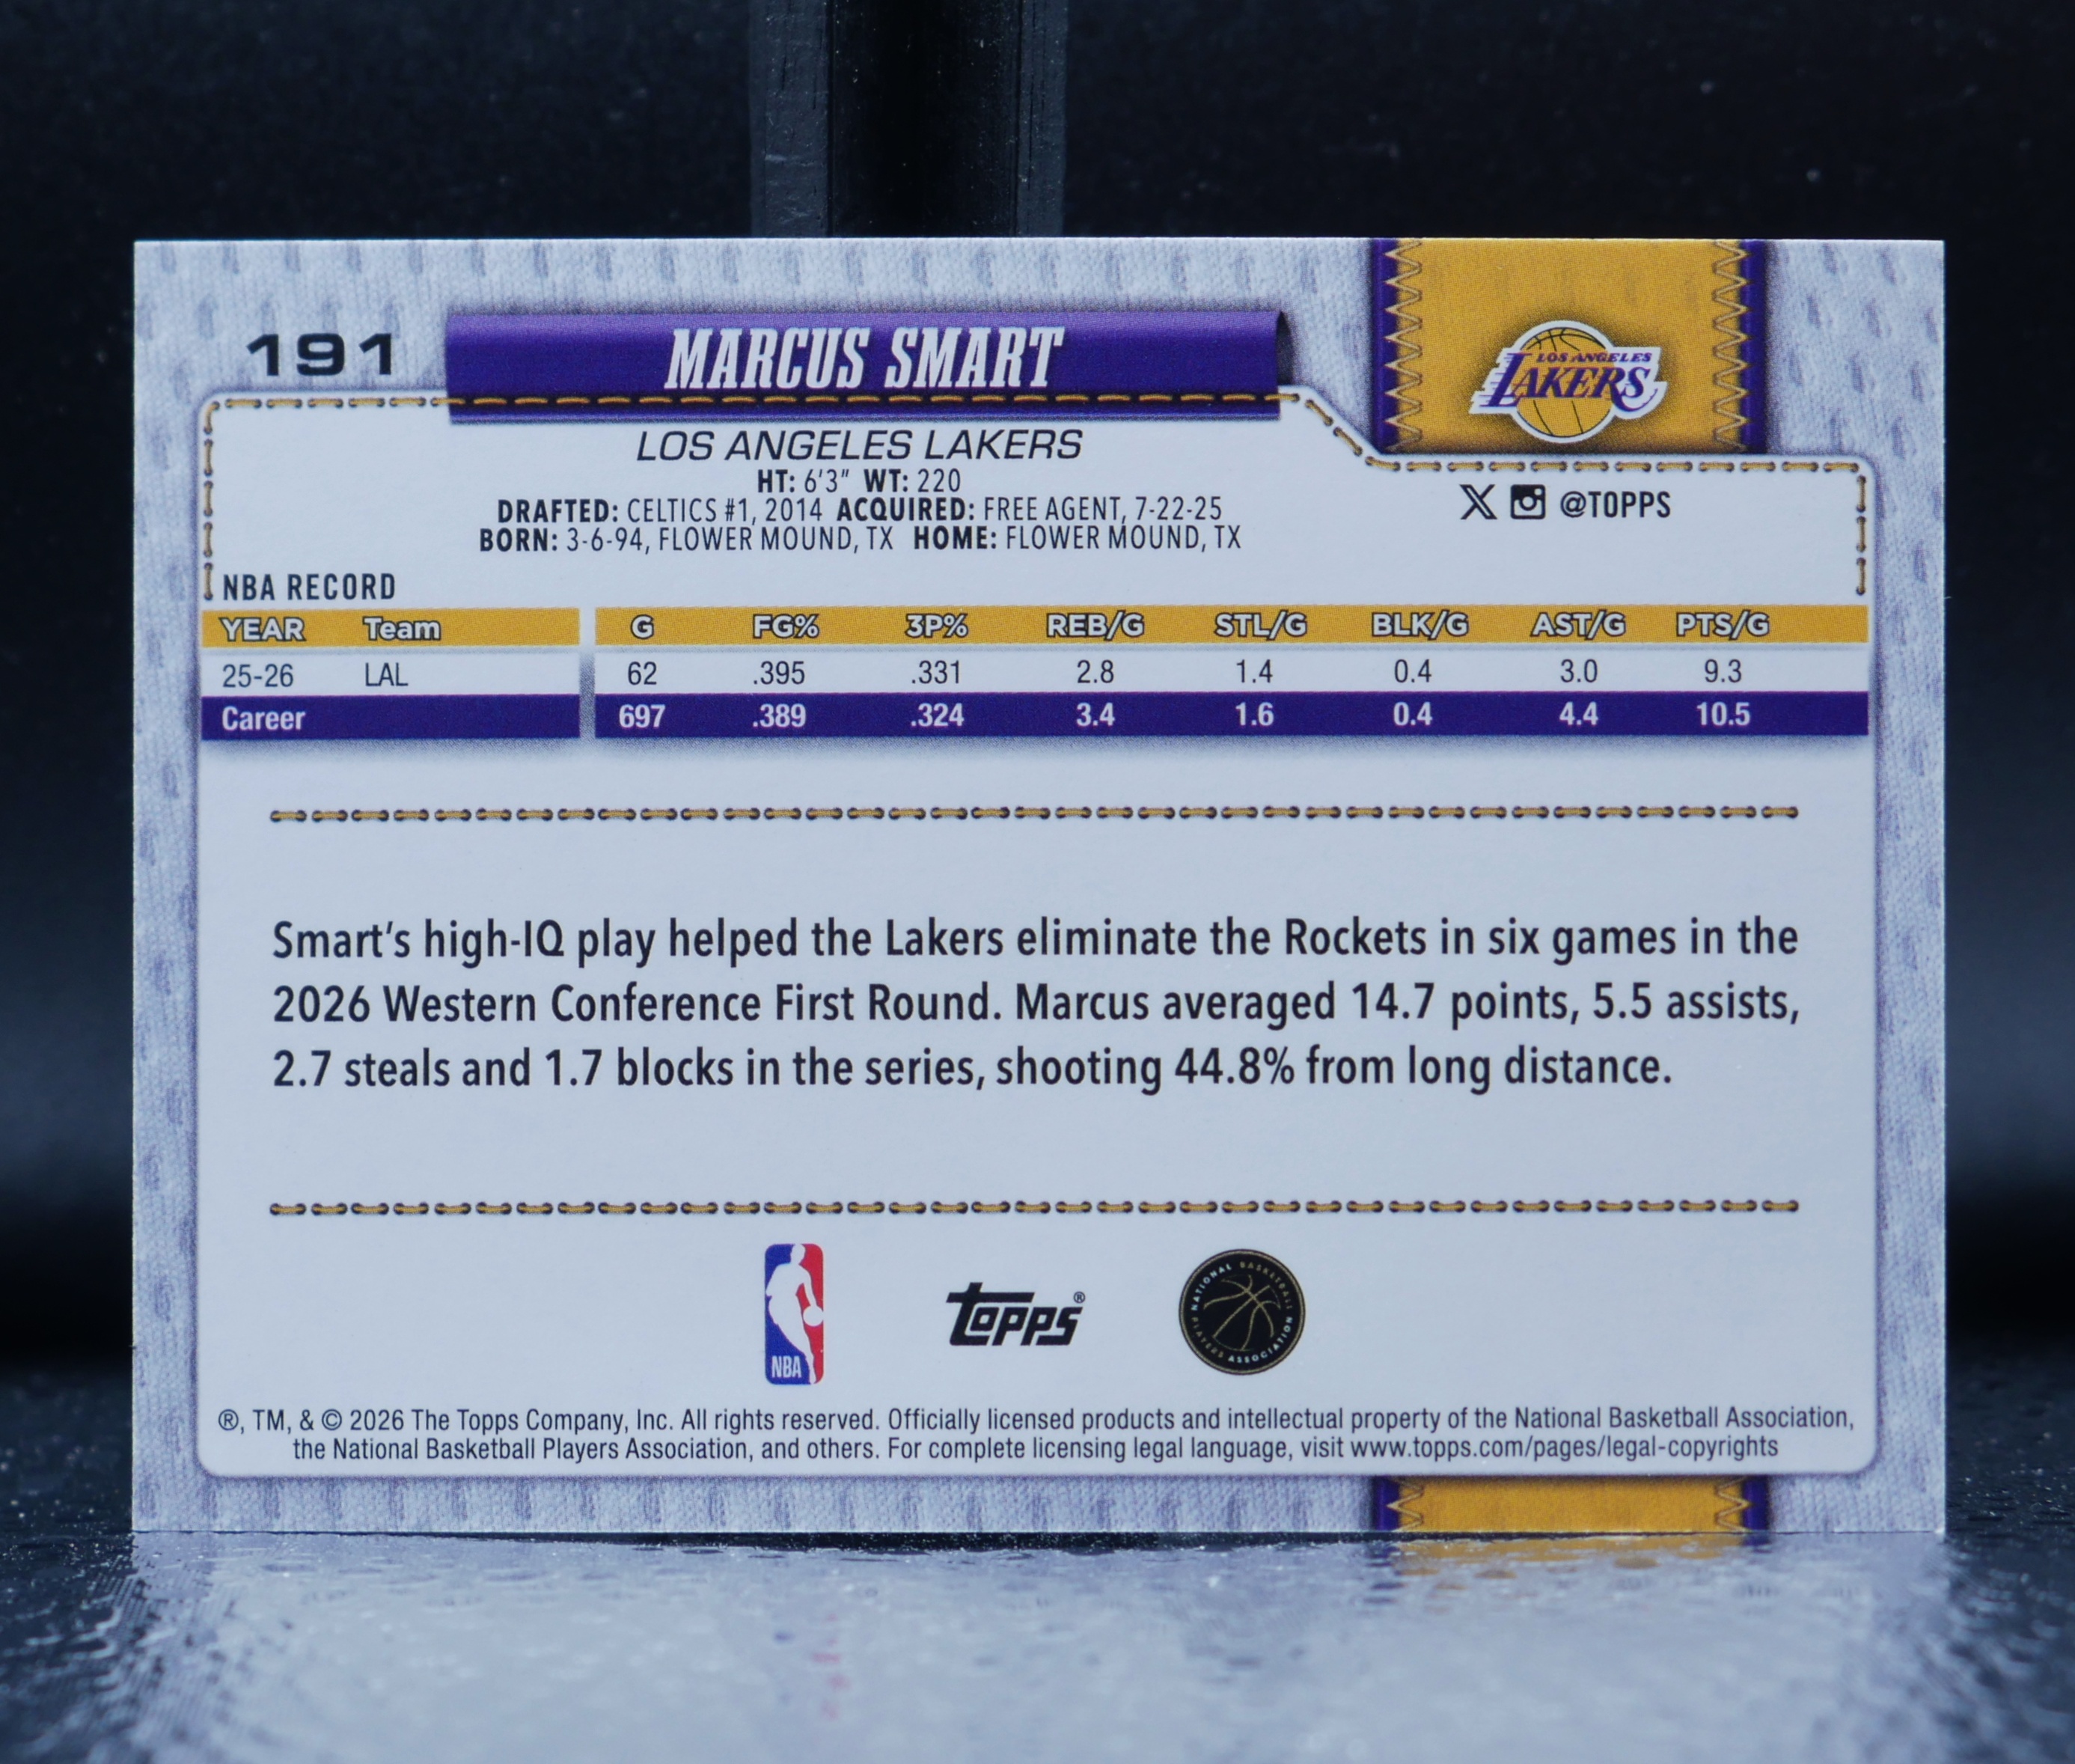 191
MARCUS SMART
LOS ANGELES LAKERS
LOS ANGELES LAKERS
HT: 6'3" WT: 220
DRAFTED: CELTICS #1, 2014 ACQUIRED: FREE AGENT, 7-22-25
BORN: 3-6-94, FLOWER MOUND, TX HOME: FLOWER MOUND, TX
@TOPPS
NBA RECORD
YEAR Team G FG% 3P% REB/G STL/G BLK/G AST/G PTS/G
25-26 LAL 62 .395 .331 2.8 1.4 0.4 3.0 9.3
Career 697 .389 .324 3.4 1.6 0.4 4.4 10.5
Smart's high-IQ play helped the Lakers eliminate the Rockets in six games in the
2026 Western Conference First Round. Marcus averaged 14.7 points, 5.5 assists,
2.7 steals and 1.7 blocks in the series, shooting 44.8% from long distance.
NBA
topps®
NATIONAL BASKETBALL PLAYERS ASSOCIATION
®, TM, & © 2026 The Topps Company, Inc. All rights reserved. Officially licensed products and intellectual property of the National Basketball Association,
the National Basketball Players Association, and others. For complete licensing legal language, visit www.topps.com/pages/legal-copyrights